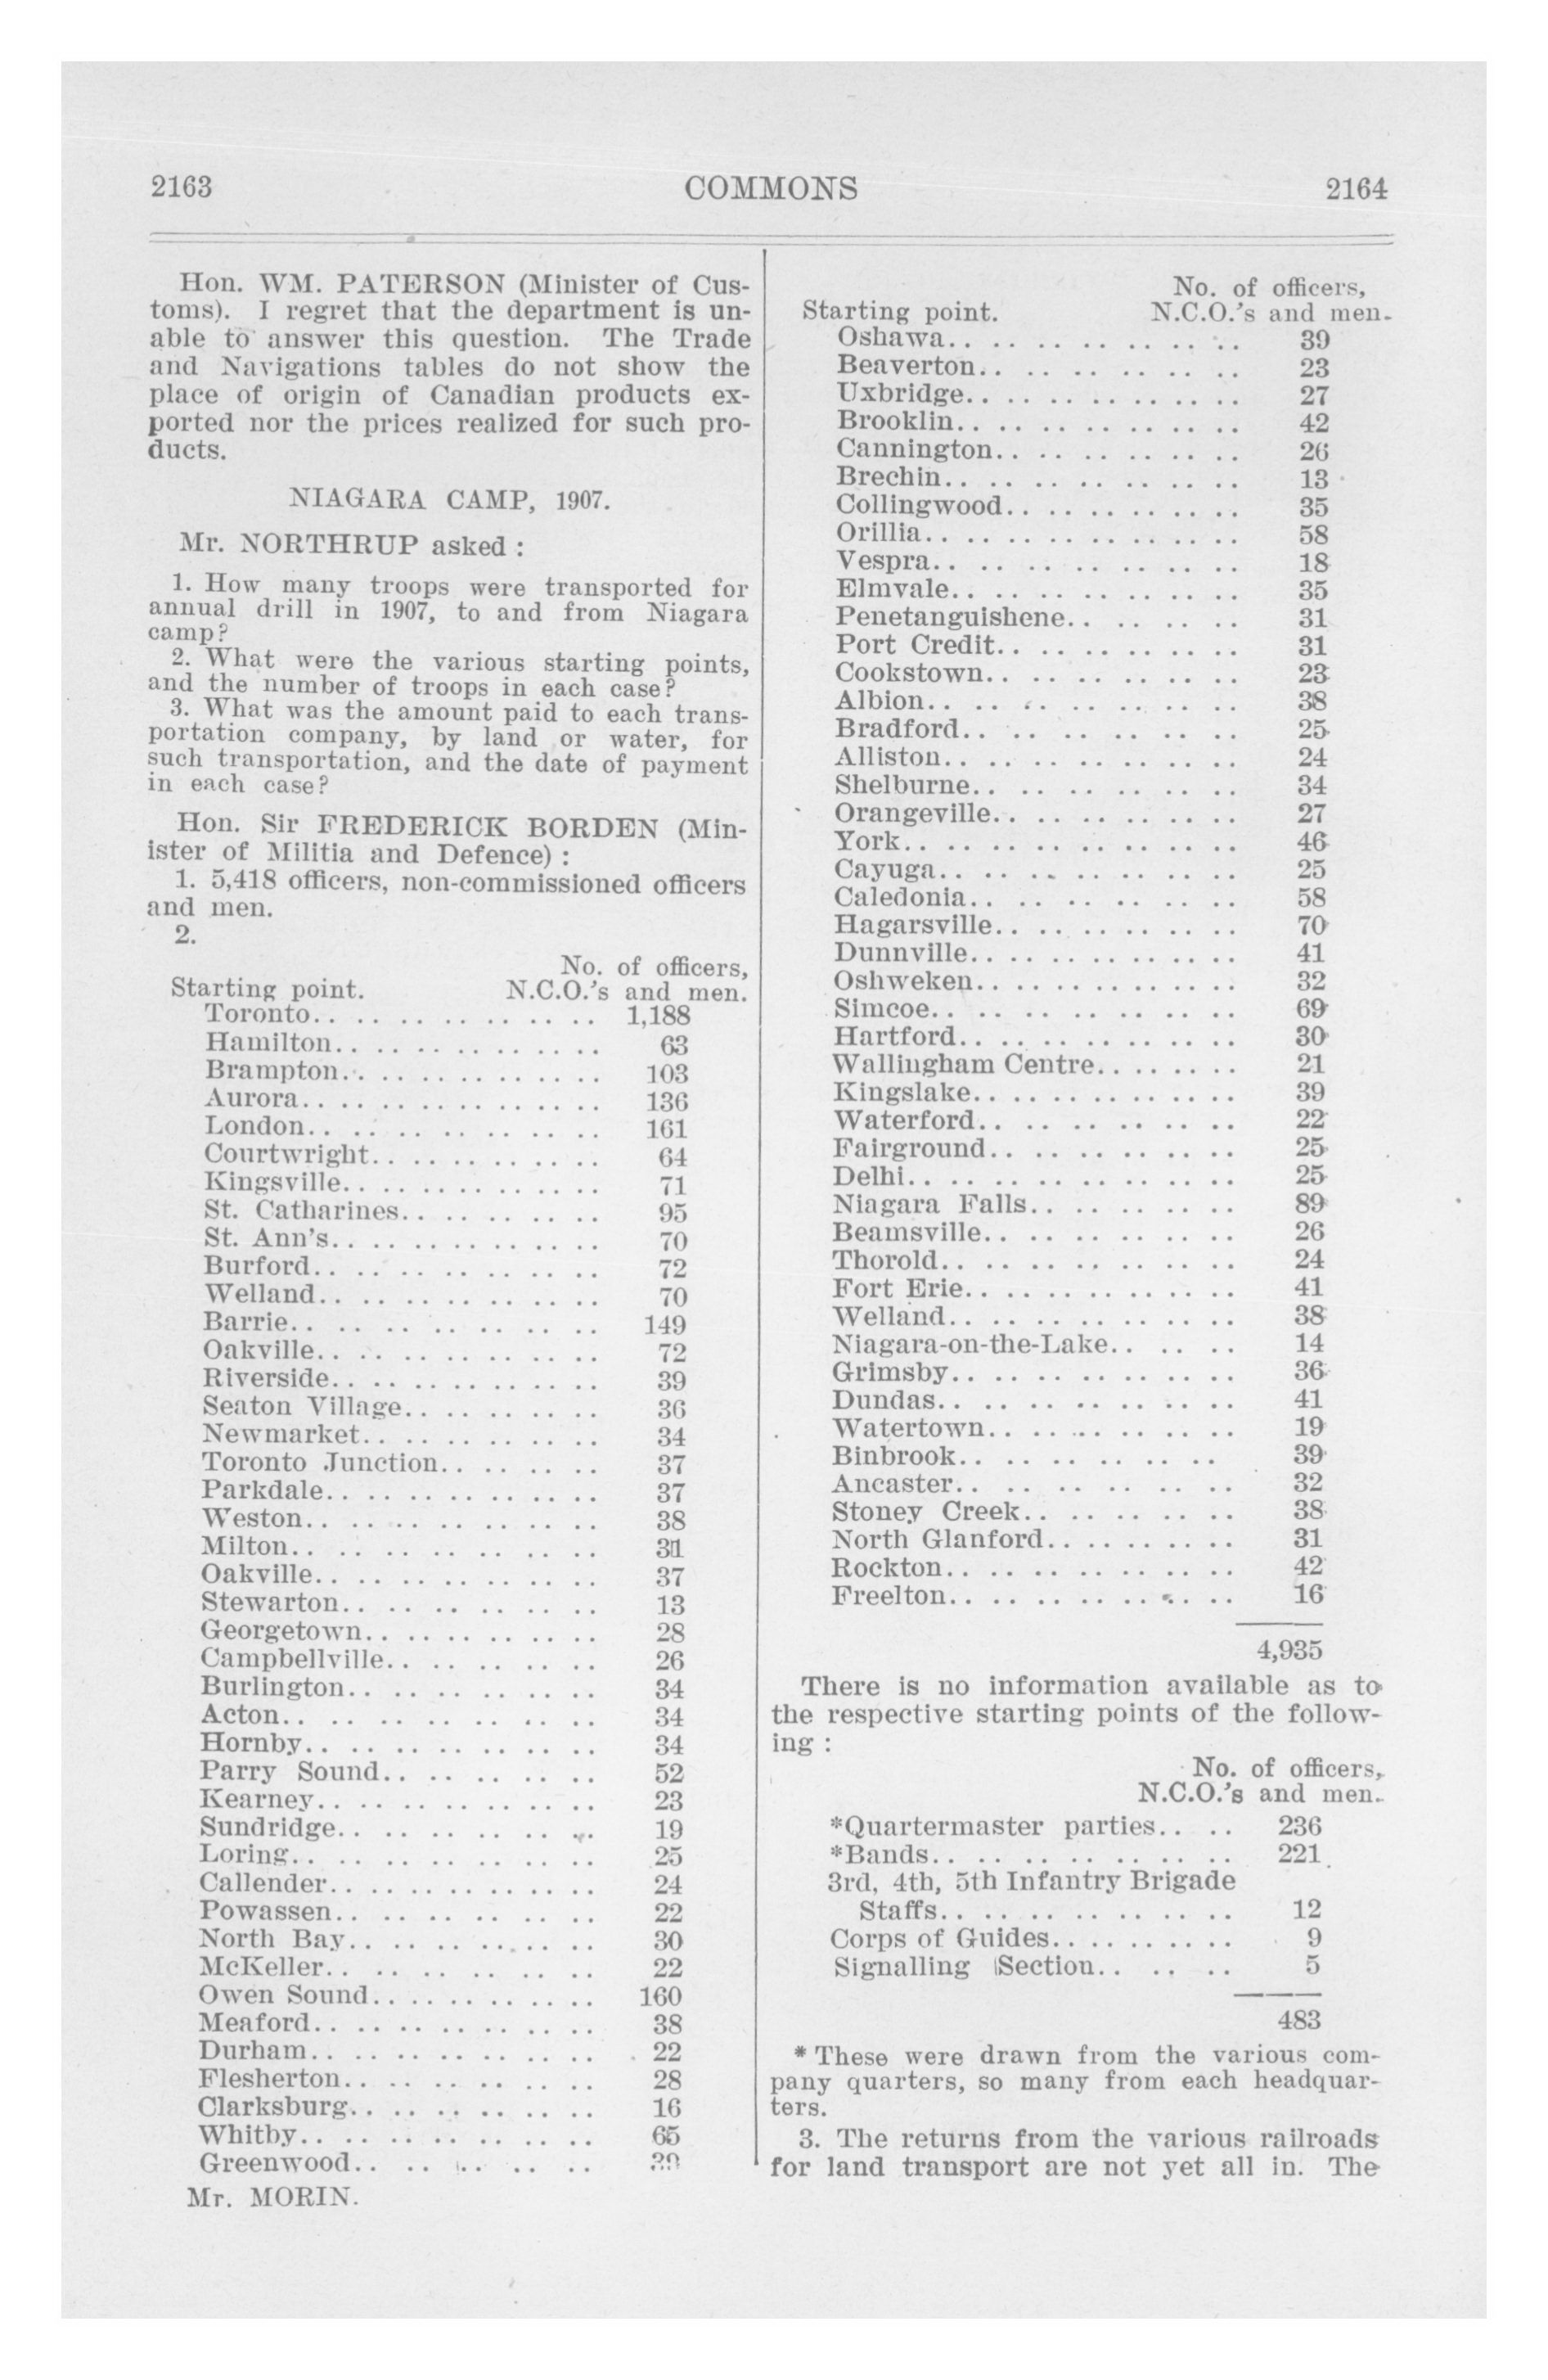 2163 COMMONS 2164
Hon. WM. PATERSON (Minister of Cus-
toms). I regret that the department is un-
able to answer this question. The Trade
and Navigations tables do not show the
place of origin of Canadian products ex-
ported nor the prices realized for such pro-
ducts.
NIAGARA CAMP, 1907.
Mr. NORTHRUP asked :
1. How many troops were transported for
annual drill in 1907, to and from Niagara
camp?
2. What were the various starting points,
and the number of troops in each case?
3. What was the amount paid to each trans-
portation company, by land or water, for
such transportation, and the date of payment
in each case?
Hon. Sir FREDERICK BORDEN (Min-
ister of Militia and Defence) :
1. 5,418 officers, non-commissioned officers
and men.
2.
No. of officers,
Starting point. N.C.O.'s and men.
Toronto.. .. .. .. .. .. .. 1,188
Hamilton.. .. .. .. .. .. .. 63
Brampton.. .. .. .. .. .. .. 103
Aurora.. .. .. .. .. .. .. .. 136
London.. .. .. .. .. .. .. 161
Courtwright.. .. .. .. .. .. 64
Kingsville.. .. .. .. .. .. .. 71
St. Catharines.. .. .. .. .. 95
St. Ann's.. .. .. .. .. .. .. 70
Burford.. .. .. .. .. .. .. 72
Welland.. .. .. .. .. .. .. 70
Barrie.. .. .. .. .. .. .. 149
Oakville.. .. .. .. .. .. .. 72
Riverside.. .. .. .. .. .. .. 39
Seaton Village.. .. .. .. .. 36
Newmarket.. .. .. .. .. .. 34
Toronto Junction.. .. .. .. 37
Parkdale.. .. .. .. .. .. .. 37
Weston.. .. .. .. .. .. .. 38
Milton.. .. .. .. .. .. .. 31
Oakville.. .. .. .. .. .. .. 37
Stewarton.. .. .. .. .. .. 13
Georgetown.. .. .. .. .. .. 28
Campbellville.. .. .. .. .. 26
Burlington.. .. .. .. .. .. 34
Acton.. .. .. .. .. .. .. 34
Hornby.. .. .. .. .. .. .. 34
Parry Sound.. .. .. .. .. 52
Kearney.. .. .. .. .. .. .. 23
Sundridge.. .. .. .. .. .. 19
Loring.. .. .. .. .. .. .. 25
Callender.. .. .. .. .. .. .. 24
Powassen.. .. .. .. .. .. 22
North Bay.. .. .. .. .. .. 30
McKeller.. .. .. .. .. .. 22
Owen Sound.. .. .. .. .. .. 160
Meaford.. .. .. .. .. .. .. 38
Durham.. .. .. .. .. .. .. 22
Flesherton.. .. .. .. .. .. 28
Clarksburg.. .. .. .. .. .. 16
Whitby.. .. .. .. .. .. .. 65
Greenwood.. .. .. .. .. ..
Mr. MORIN.
No. of officers,
Starting point. N.C.O.'s and men.
Oshawa.. .. .. .. .. .. .. 39
Beaverton.. .. .. .. .. .. 23
Uxbridge.. .. .. .. .. .. .. 27
Brooklin.. .. .. .. .. .. .. 42
Cannington.. .. .. .. .. .. 26
Brechin.. .. .. .. .. .. .. 13
Collingwood.. .. .. .. .. .. 35
Orillia.. .. .. .. .. .. .. .. 58
Vespra.. .. .. .. .. .. .. 18
Elmvale.. .. .. .. .. .. .. 35
Penetanguishene.. .. .. .. 31
Port Credit.. .. .. .. .. .. 31
Cookstown.. .. .. .. .. .. 23
Albion.. .. .. .. .. .. .. 38
Bradford.. .. .. .. .. .. .. 25
Alliston.. .. .. .. .. .. .. 24
Shelburne.. .. .. .. .. .. 34
Orangeville.. .. .. .. .. .. 27
York.. .. .. .. .. .. .. .. 46
Cayuga.. .. .. .. .. .. .. 25
Caledonia.. .. .. .. .. .. 58
Hagarsville.. .. .. .. .. .. 70
Dunnville.. .. .. .. .. .. .. 41
Oshweken.. .. .. .. .. .. .. 32
Simcoe.. .. .. .. .. .. .. 69
Hartford.. .. .. .. .. .. .. 30
Wallingham Centre.. .. .. .. 21
Kingslake.. .. .. .. .. .. .. 39
Waterford.. .. .. .. .. .. 22
Fairground.. .. .. .. .. .. 25
Delhi.. .. .. .. .. .. .. .. 25
Niagara Falls.. .. .. .. .. 89
Beamsville.. .. .. .. .. .. 26
Thorold.. .. .. .. .. .. .. 24
Fort Erie.. .. .. .. .. .. .. 41
Welland.. .. .. .. .. .. .. 38
Niagara-on-the-Lake.. .. .. 14
Grimsby.. .. .. .. .. .. .. 36
Dundas.. .. .. .. .. .. .. 41
Watertown.. .. .. .. .. .. 19
Binbrook.. .. .. .. .. .. 39
Ancaster.. .. .. .. .. .. 32
Stoney Creek.. .. .. .. .. 38
North Glanford.. .. .. .. .. 31
Rockton.. .. .. .. .. .. .. 42
Freelton.. .. .. .. .. .. .. 16
4,935
There is no information available as to
the respective starting points of the follow-
ing :
No. of officers,
N.C.O.'s and men.
*Quartermaster parties.. .. 236
*Bands.. .. .. .. .. .. .. 221
3rd, 4th, 5th Infantry Brigade
Staffs.. .. .. .. .. .. .. 12
Corps of Guides.. .. .. .. .. 9
Signalling Section.. .. .. 5
483
* These were drawn from the various com-
pany quarters, so many from each headquar-
ters.
3. The returns from the various railroads
for land transport are not yet all in. The